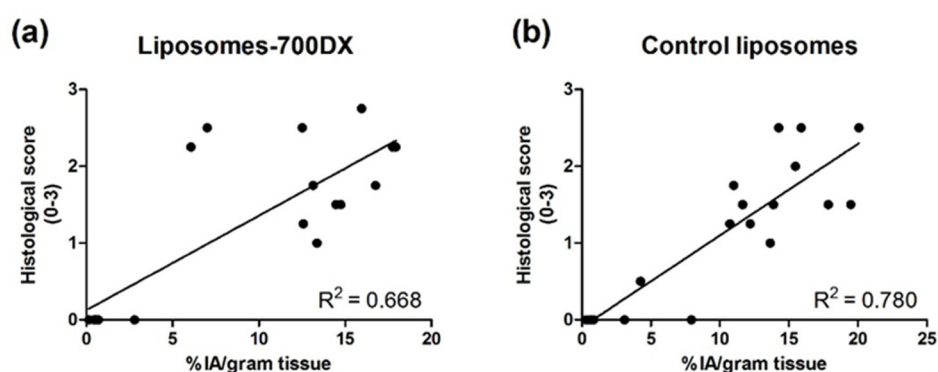 (a)
Liposomes-700DX
Histological score
(0-3)
3
2
1
0
0
5
10
15
20
R² = 0.668
%IA/gram tissue
(b)
Control liposomes
Histological score
(0-3)
3
2
1
0
0
5
10
15
20
25
R² = 0.780
%IA/gram tissue